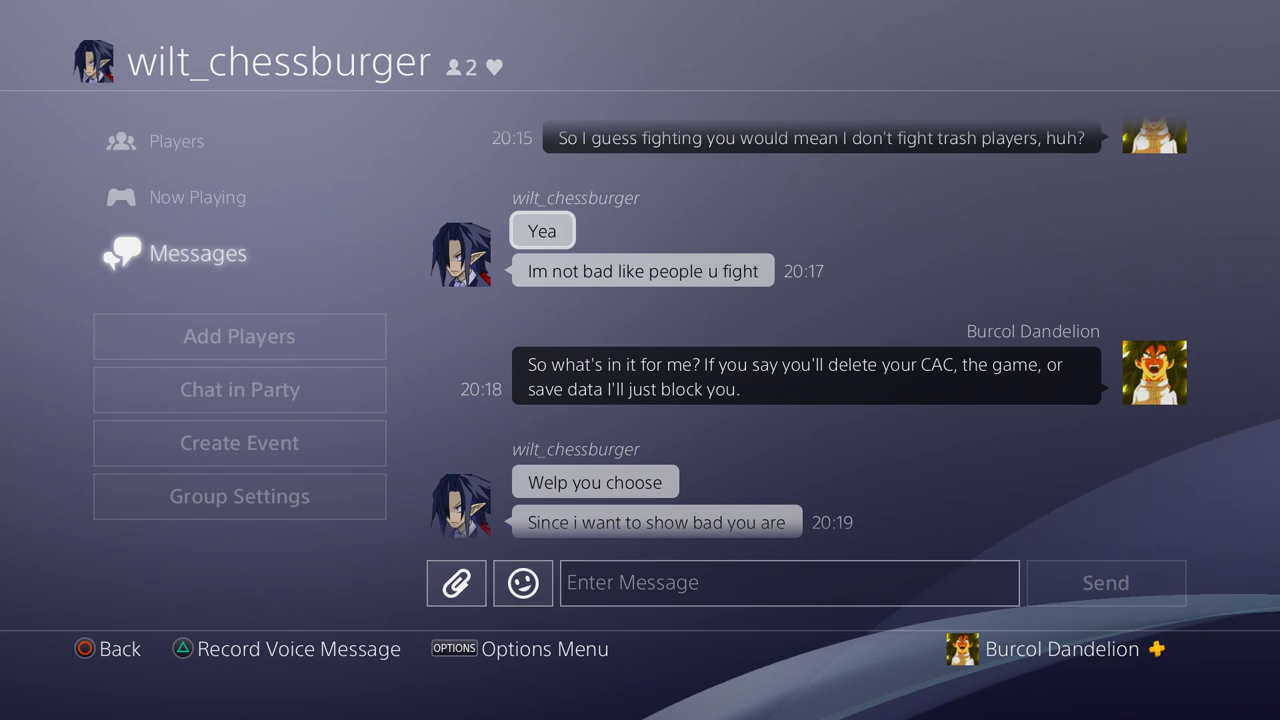 wilt_chessburger 2
Players
Now Playing
Messages
Add Players
Chat in Party
Create Event
Group Settings
20:15 So I guess fighting you would mean I don't fight trash players, huh?
wilt_chessburger
Yea
Im not bad like people u fight 20:17
Burcol Dandelion
So what's in it for me? If you say you'll delete your CAC, the game, or
20:18 save data I'll just block you.
wilt_chessburger
Welp you choose
Since i want to show bad you are 20:19
Enter Message Send
Back Record Voice Message OPTIONS Options Menu Burcol Dandelion